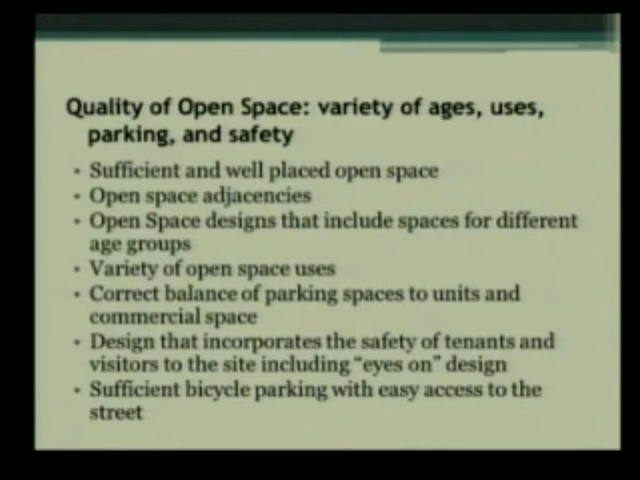 Quality of Open Space: variety of ages, uses,
parking, and safety
• Sufficient and well placed open space
• Open space adjacencies
• Open Space designs that include spaces for different
age groups
• Variety of open space uses
• Correct balance of parking spaces to units and
commercial space
• Design that incorporates the safety of tenants and
visitors to the site including “eyes on” design
• Sufficient bicycle parking with easy access to the
street